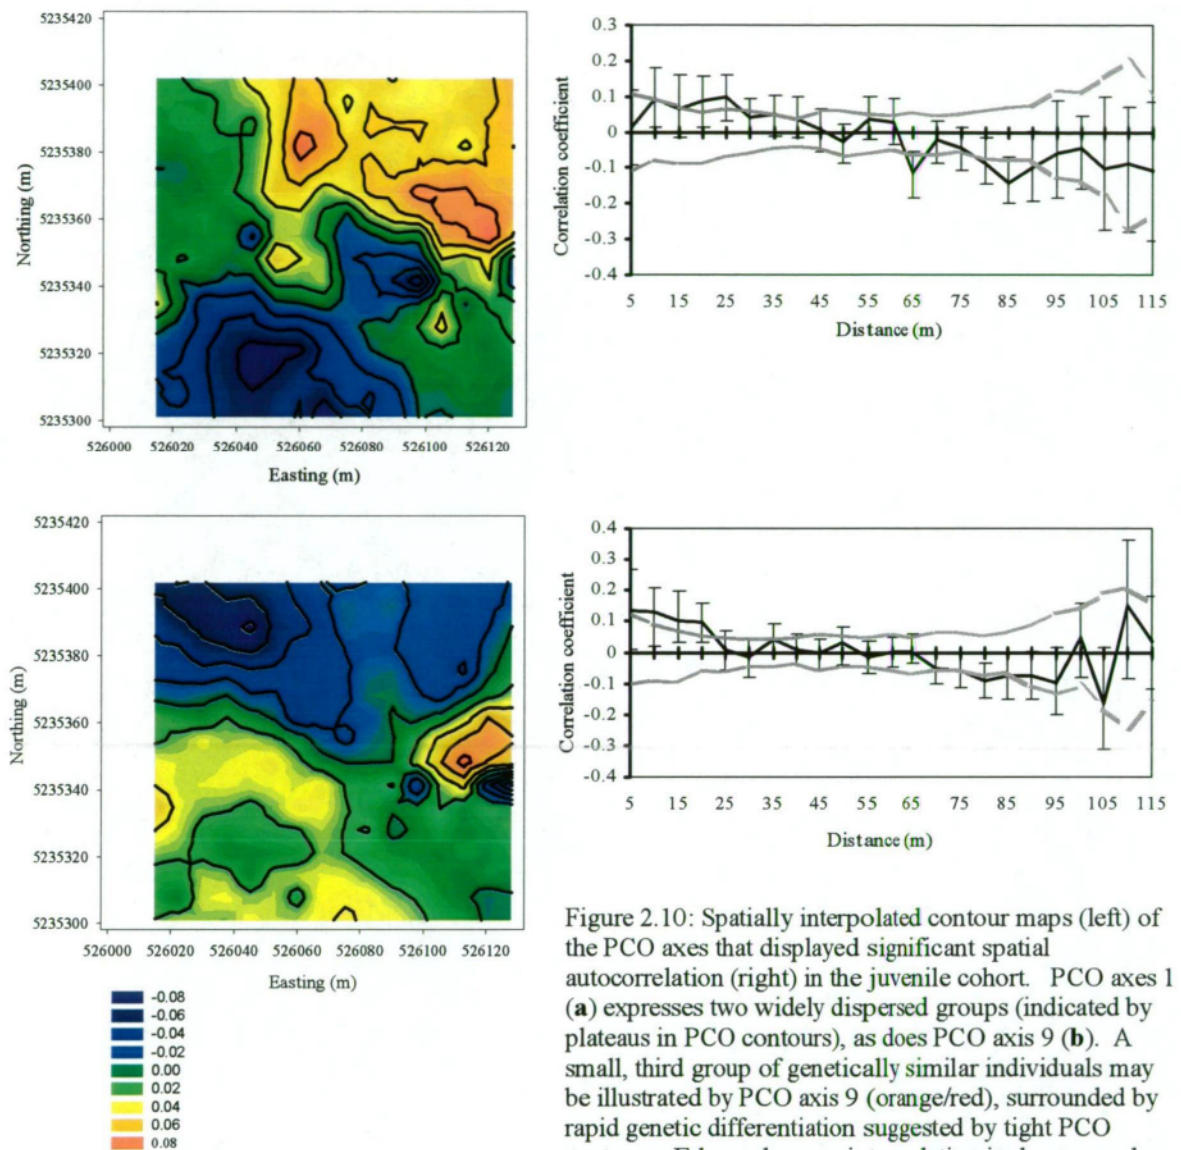 5235420
5235400
5235380
5235360
5235340
5235320
5235300
Northing (m)
526000 526020 526040 526060 526080 526100 526120
Easting (m)
0.3
0.2
0.1
0
-0.1
-0.2
-0.3
-0.4
Correlation coefficient
5 15 25 35 45 55 65 75 85 95 105 115
Distance (m)
5235420
5235400
5235380
5235360
5235340
5235320
5235300
Northing (m)
526000 526020 526040 526060 526080 526100 526120
Easting (m)
0.4
0.3
0.2
0.1
0
-0.1
-0.2
-0.3
-0.4
Correlation coefficient
5 15 25 35 45 55 65 75 85 95 105 115
Distance (m)
-0.08
-0.06
-0.04
-0.02
0.00
0.02
0.04
0.06
0.08
Figure 2.10: Spatially interpolated contour maps (left) of
the PCO axes that displayed significant spatial
autocorrelation (right) in the juvenile cohort. PCO axes 1
(a) expresses two widely dispersed groups (indicated by
plateaus in PCO contours), as does PCO axis 9 (b). A
small, third group of genetically similar individuals may
be illustrated by PCO axis 9 (orange/red), surrounded by
rapid genetic differentiation suggested by tight PCO